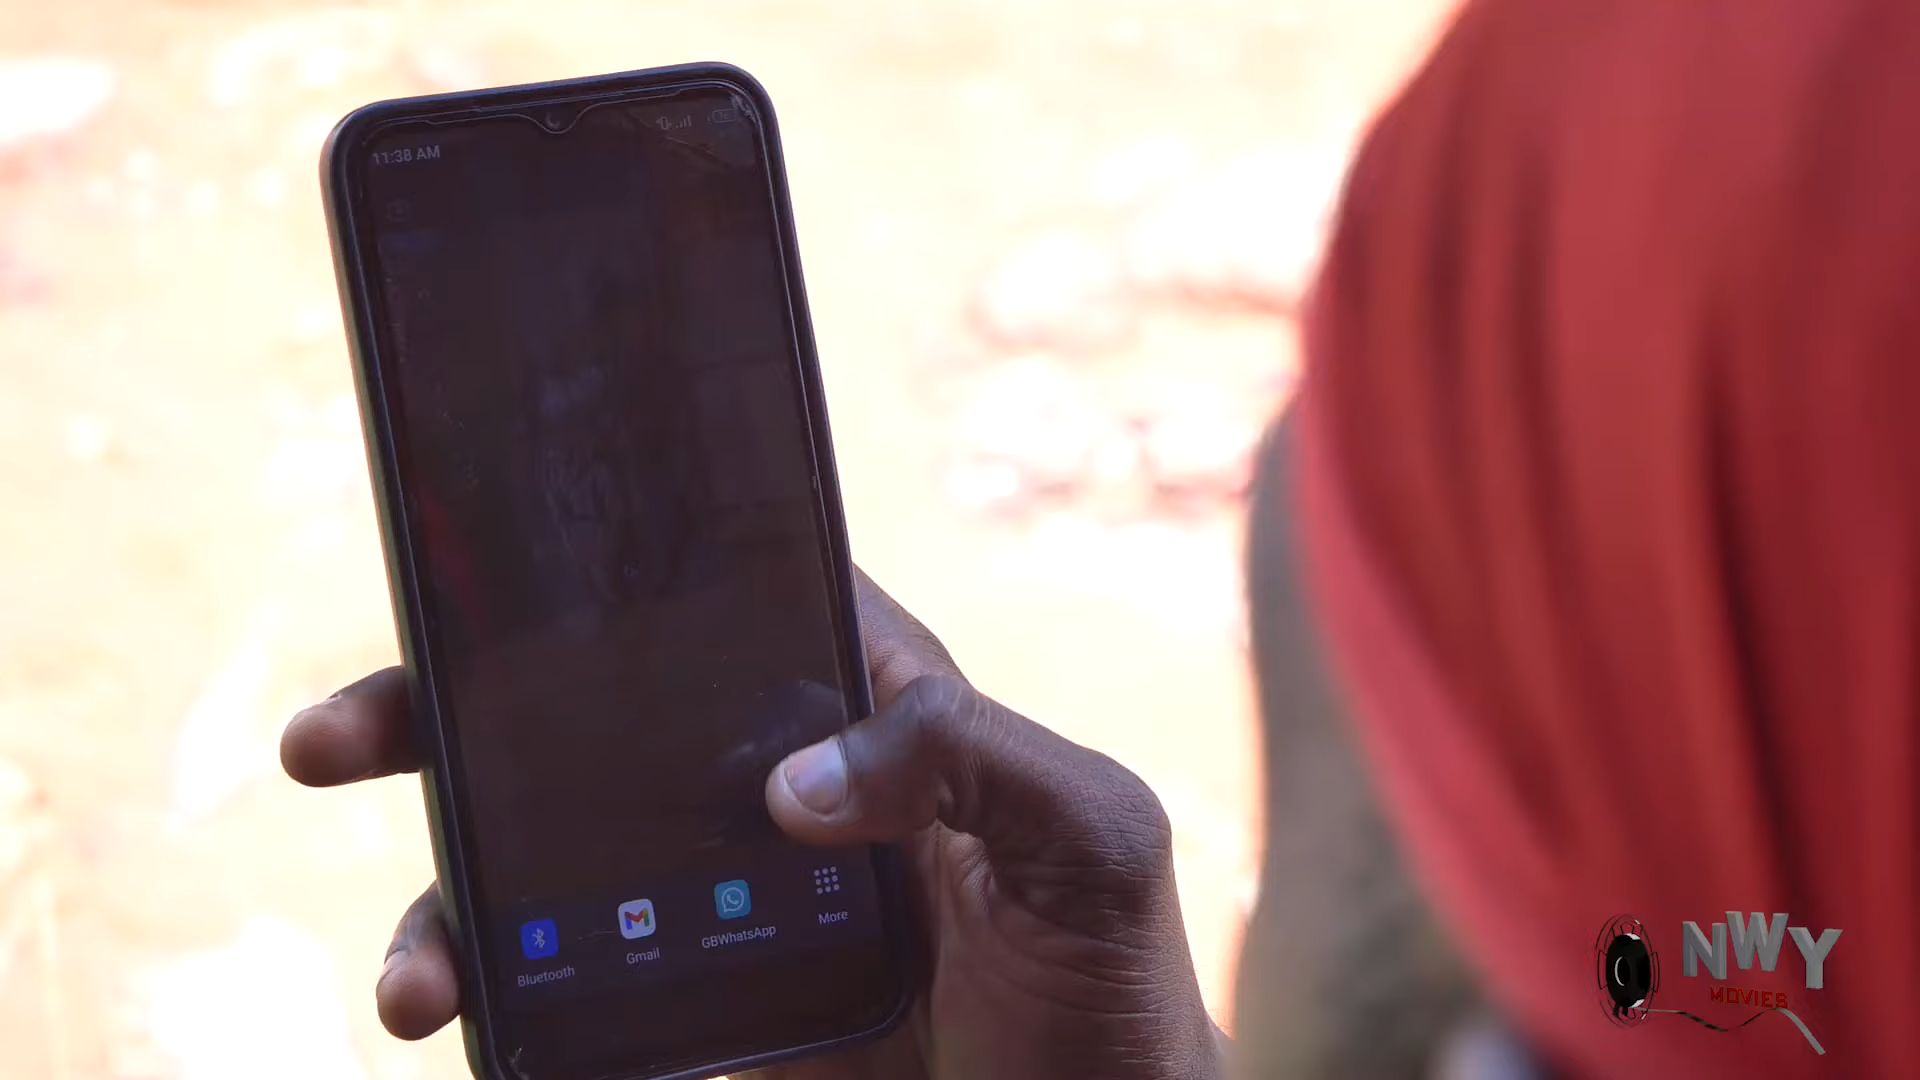 11:38 AM
Bluetooth
Gmail
GBWhatsApp
More
NWY
MOVIES